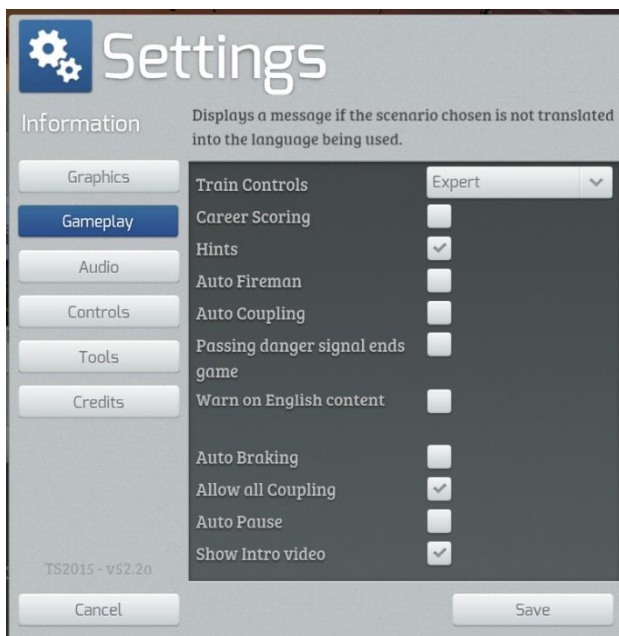 Settings
Information
Displays a message if the scenario chosen is not translated
into the language being used.
Graphics
Gameplay
Audio
Controls
Tools
Credits
Train Controls
Expert
Career Scoring
Hints
Auto Fireman
Auto Coupling
Passing danger signal ends
game
Warn on English content
Auto Braking
Allow all Coupling
Auto Pause
Show Intro video
TS2015 - v52.2a
Cancel
Save